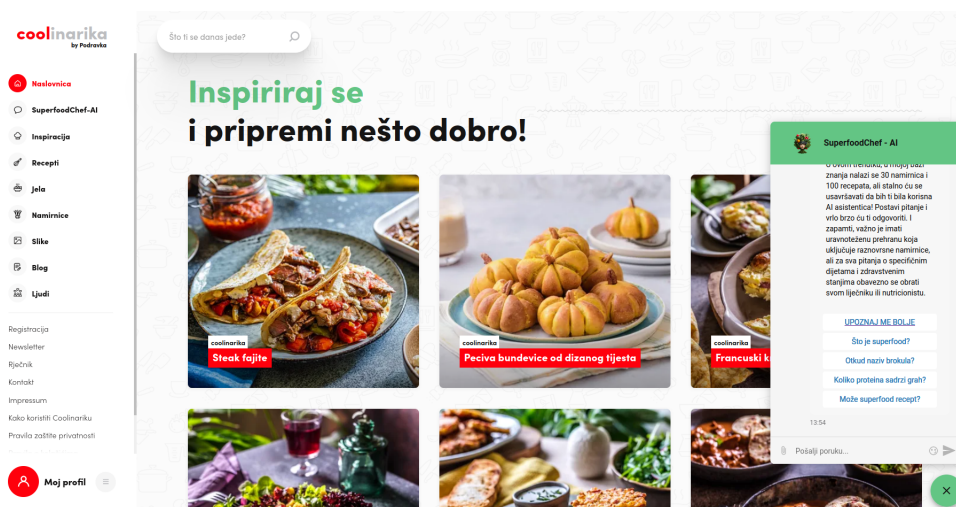 coolinarika
by Podravka
Naslovnica
SuperfoodChef-AI
Inspiracija
Recepti
Jela
Namirnice
Slike
Blog
Ljudi
Registracija
Newsletter
Rječnik
Kontakt
Impressum
Kako koristiti Coolinariku
Pravila zaštite privatnosti
Moj profil
Što ti se danas jede?
Inspiriraj se
i pripremi nešto dobro!
coolinarika
Steak fajite
coolinarika
Peciva bundevice od dizanog tijesta
coolinarika
Francuski
SuperfoodChef - AI
U ovom trenutku, u mojoj bazi
znanja nalazi se 30 namirnica i
100 recepata, ali stalno ću se
usavršavati da bih ti bila korisna
AI asistentica! Postavi pitanje i
vrlo brzo ću ti odgovoriti. I
zapamti, važno je imati
uravnoteženu prehranu koja
uključuje raznovrsne namirnice,
ali za sva pitanja o specifičnim
dijetama i zdravstvenim
stanjima obavezno se obrati
svom liječniku ili nutricionistu.
UPOZNAJ ME BOLJE
Što je superfood?
Otkud naziv brokula?
Koliko proteina sadrzi grah?
Može superfood recept?
13:54
Pošalji poruku...